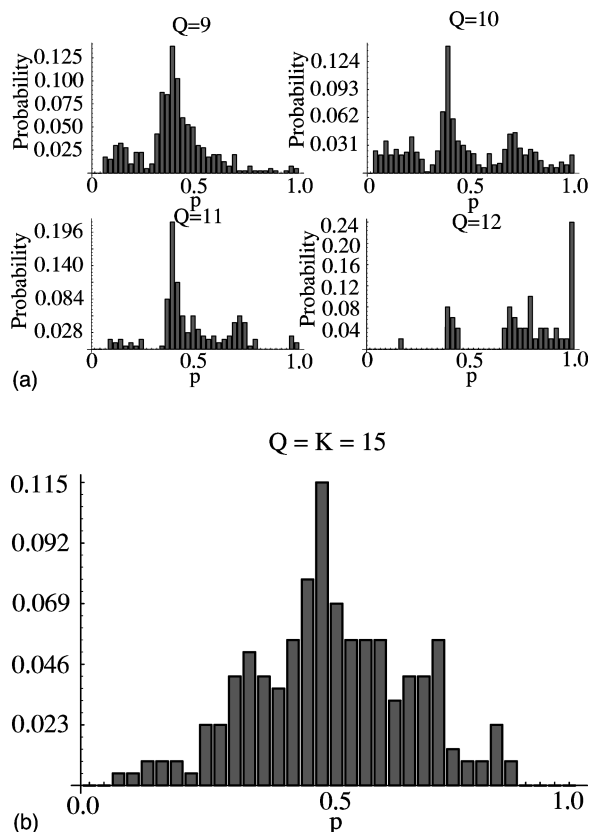 Q=9
Probability
0.125
0.100
0.075
0.050
0.025
0 0.5 1.0
p
Q=10
Probability
0.124
0.093
0.062
0.031
0 0.5 1.0
p
Q=11
Probability
0.196
0.140
0.084
0.028
0 0.5 1.0
p
Q=12
Probability
0.24
0.20
0.16
0.12
0.08
0.04
0 0.5 1.0
p
(a)
Q = K = 15
0.115
0.092
0.069
0.046
0.023
0.0 0.5 1.0
p
(b)